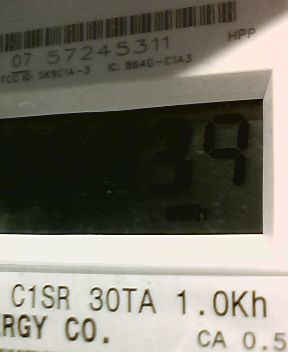 07 57245311
HPP
FCC ID: SK9C1A-3 IC: 864G-C1A3
39
C1SR 30TA 1.0Kh
RGY CO.
CA 0.5